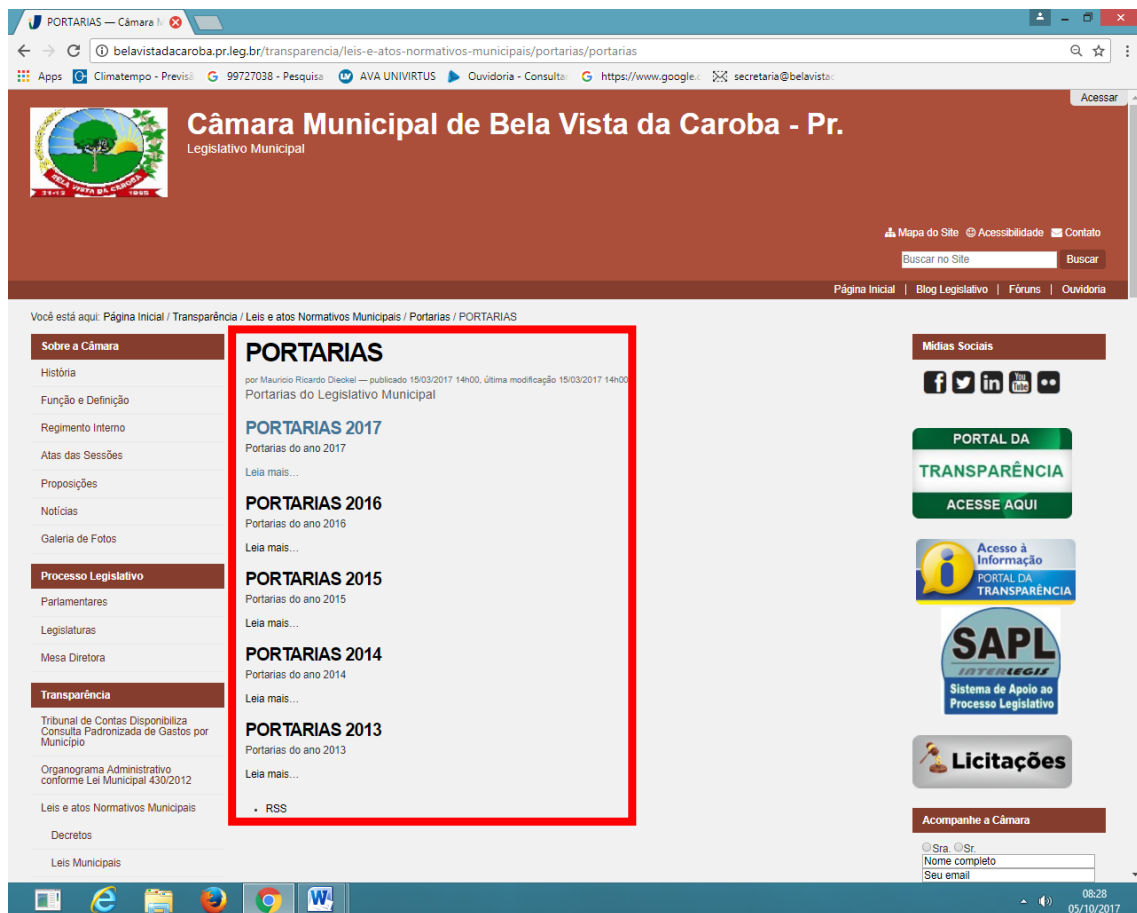 PORTARIAS — Câmara M
belavistadacaroba.pr.leg.br/transparencia/leis-e-atos-normativos-municipais/portarias/portarias
Apps Climatempo - Previsã 99727038 - Pesquisa AVA UNIVIRTUS Ouvidoria - Consulta https://www.google.c secretaria@belavistac
Acessar
Câmara Municipal de Bela Vista da Caroba - Pr.
Legislativo Municipal
BELA VISTA DA CAROBA
31-12 1995
Mapa do Site Acessibilidade Contato
Buscar no Site Buscar
Página Inicial | Blog Legislativo | Fóruns | Ouvidoria
Você está aqui: Página Inicial / Transparência / Leis e atos Normativos Municipais / Portarias / PORTARIAS
Sobre a Câmara
História
Função e Definição
Regimento Interno
Atas das Sessões
Proposições
Notícias
Galeria de Fotos
Processo Legislativo
Parlamentares
Legislaturas
Mesa Diretora
Transparência
Tribunal de Contas Disponibiliza
Consulta Padronizada de Gastos por
Município
Organograma Administrativo
conforme Lei Municipal 430/2012
Leis e atos Normativos Municipais
Decretos
Leis Municipais
PORTARIAS
por Mauricio Ricardo Dieckel — publicado 15/03/2017 14h00, última modificação 15/03/2017 14h00
Portarias do Legislativo Municipal
PORTARIAS 2017
Portarias do ano 2017
Leia mais…
PORTARIAS 2016
Portarias do ano 2016
Leia mais…
PORTARIAS 2015
Portarias do ano 2015
Leia mais…
PORTARIAS 2014
Portarias do ano 2014
Leia mais…
PORTARIAS 2013
Portarias do ano 2013
Leia mais…
RSS
Mídias Sociais
You
Tube
PORTAL DA
TRANSPARÊNCIA
ACESSE AQUI
Acesso à
Informação
PORTAL DA
TRANSPARÊNCIA
SAPL
INTERLEGIS
Sistema de Apoio ao
Processo Legislativo
Licitações
Acompanhe a Câmara
Sra. Sr.
Nome completo
Seu email
08:28
05/10/2017